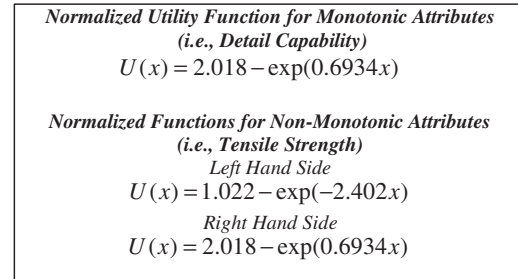 Normalized Utility Function for Monotonic Attributes
(i.e., Detail Capability)
U(x) = 2.018 − exp(0.6934x)
Normalized Functions for Non-Monotonic Attributes
(i.e., Tensile Strength)
Left Hand Side
U(x) = 1.022 − exp(−2.402x)
Right Hand Side
U(x) = 2.018 − exp(0.6934x)